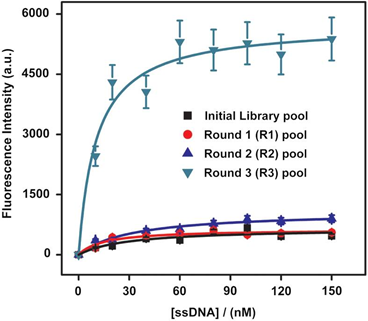 Fluorescence Intensity (a.u.)
6000
4500
3000
1500
0
Initial Library pool
Round 1 (R1) pool
Round 2 (R2) pool
Round 3 (R3) pool
0 30 60 90 120 150
[ssDNA] / (nM)